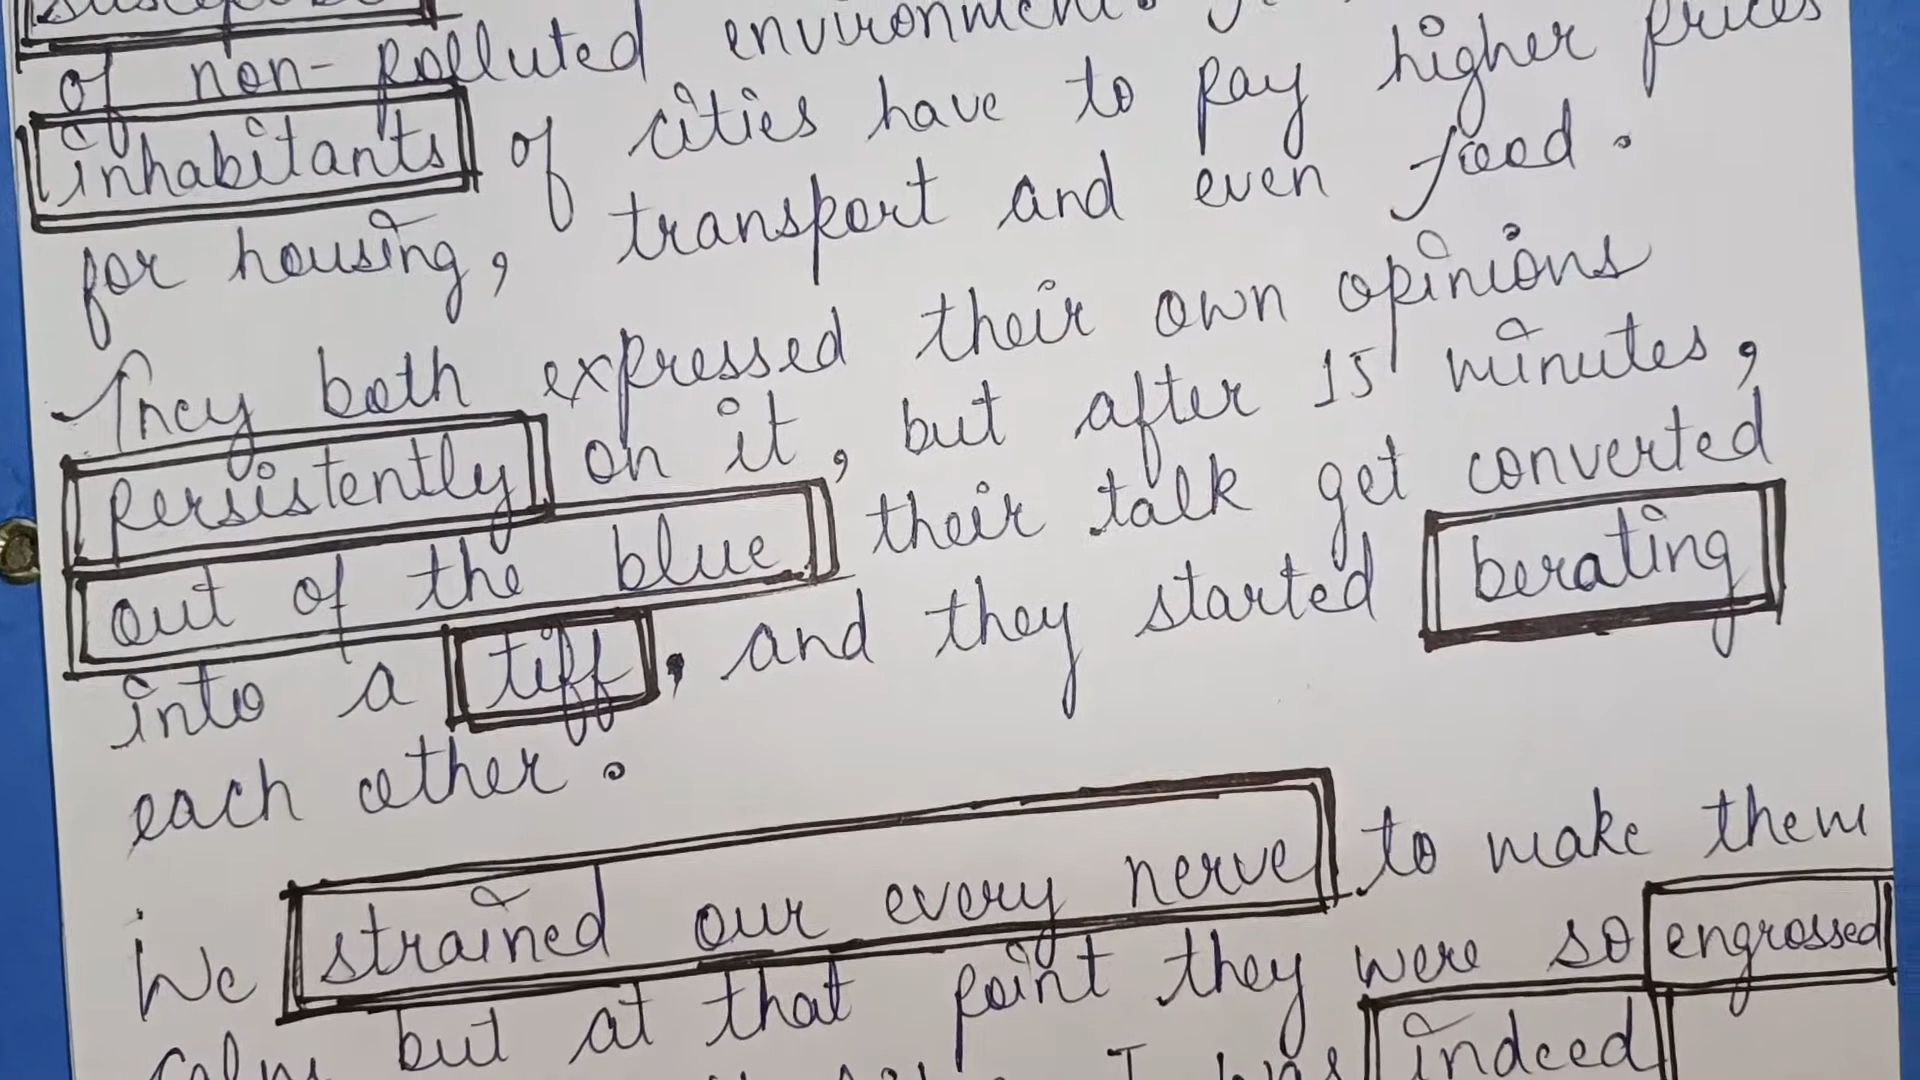 of non-polluted environment
inhabitants of cities have to pay higher prices
for housing, transport and even food.
They both expressed their own opinions
persistently on it, but after 15 minutes,
out of the blue their talk get converted
into a tiff, and they started berating
each other.
We strained our every nerve to make them
calm but at that point they were so engrossed
I was indeed